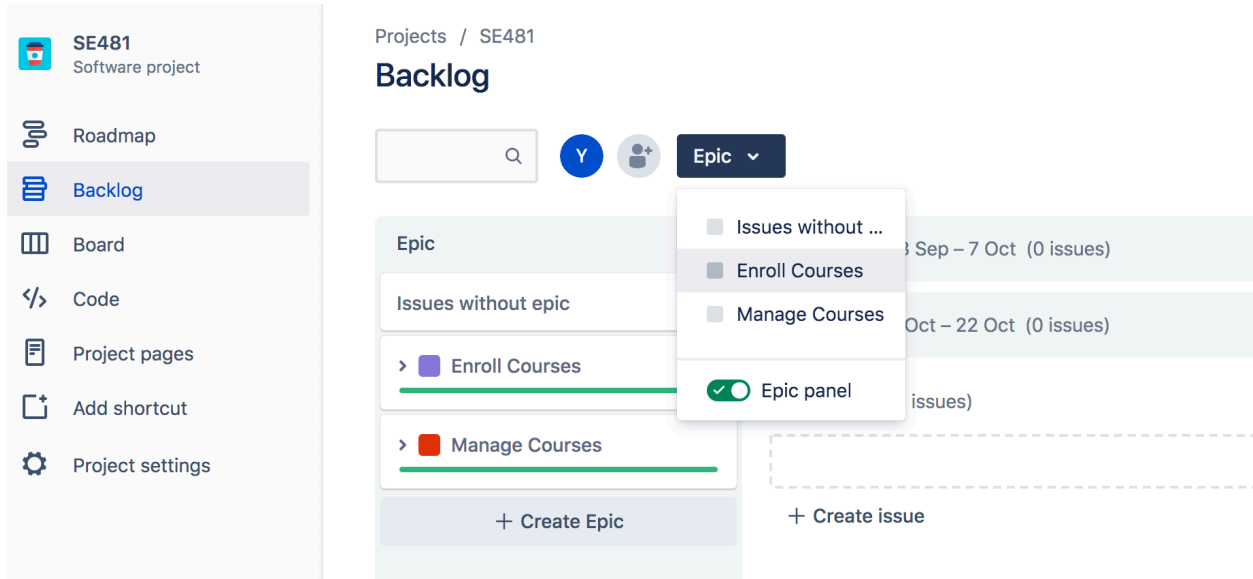 SE481
Software project
Roadmap
Backlog
Board
Code
Project pages
Add shortcut
Project settings
Projects / SE481
Backlog
Y
Epic
Issues without ...
Enroll Courses
Manage Courses
Epic panel
Epic
Issues without epic
Enroll Courses
Manage Courses
+ Create Epic
Sep – 7 Oct (0 issues)
Oct – 22 Oct (0 issues)
issues)
+ Create issue